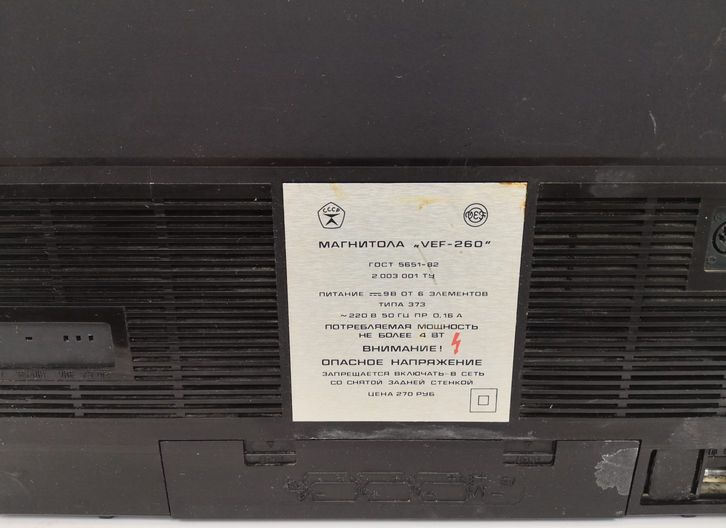 СССР
VEF
МАГНИТОЛА „VEF-260”
ГОСТ 5651-82
2.003 001 ТУ
ПИТАНИЕ ⎓ 9В ОТ 6 ЭЛЕМЕНТОВ
ТИПА 373
~ 220 В 50 ГЦ ПР 0.16 А
ПОТРЕБЛЯЕМАЯ МОЩНОСТЬ
НЕ БОЛЕЕ 4 ВТ
ВНИМАНИЕ!
ОПАСНОЕ НАПРЯЖЕНИЕ
ЗАПРЕЩАЕТСЯ ВКЛЮЧАТЬ В СЕТЬ
СО СНЯТОЙ ЗАДНЕЙ СТЕНКОЙ
ЦЕНА 270 РУБ